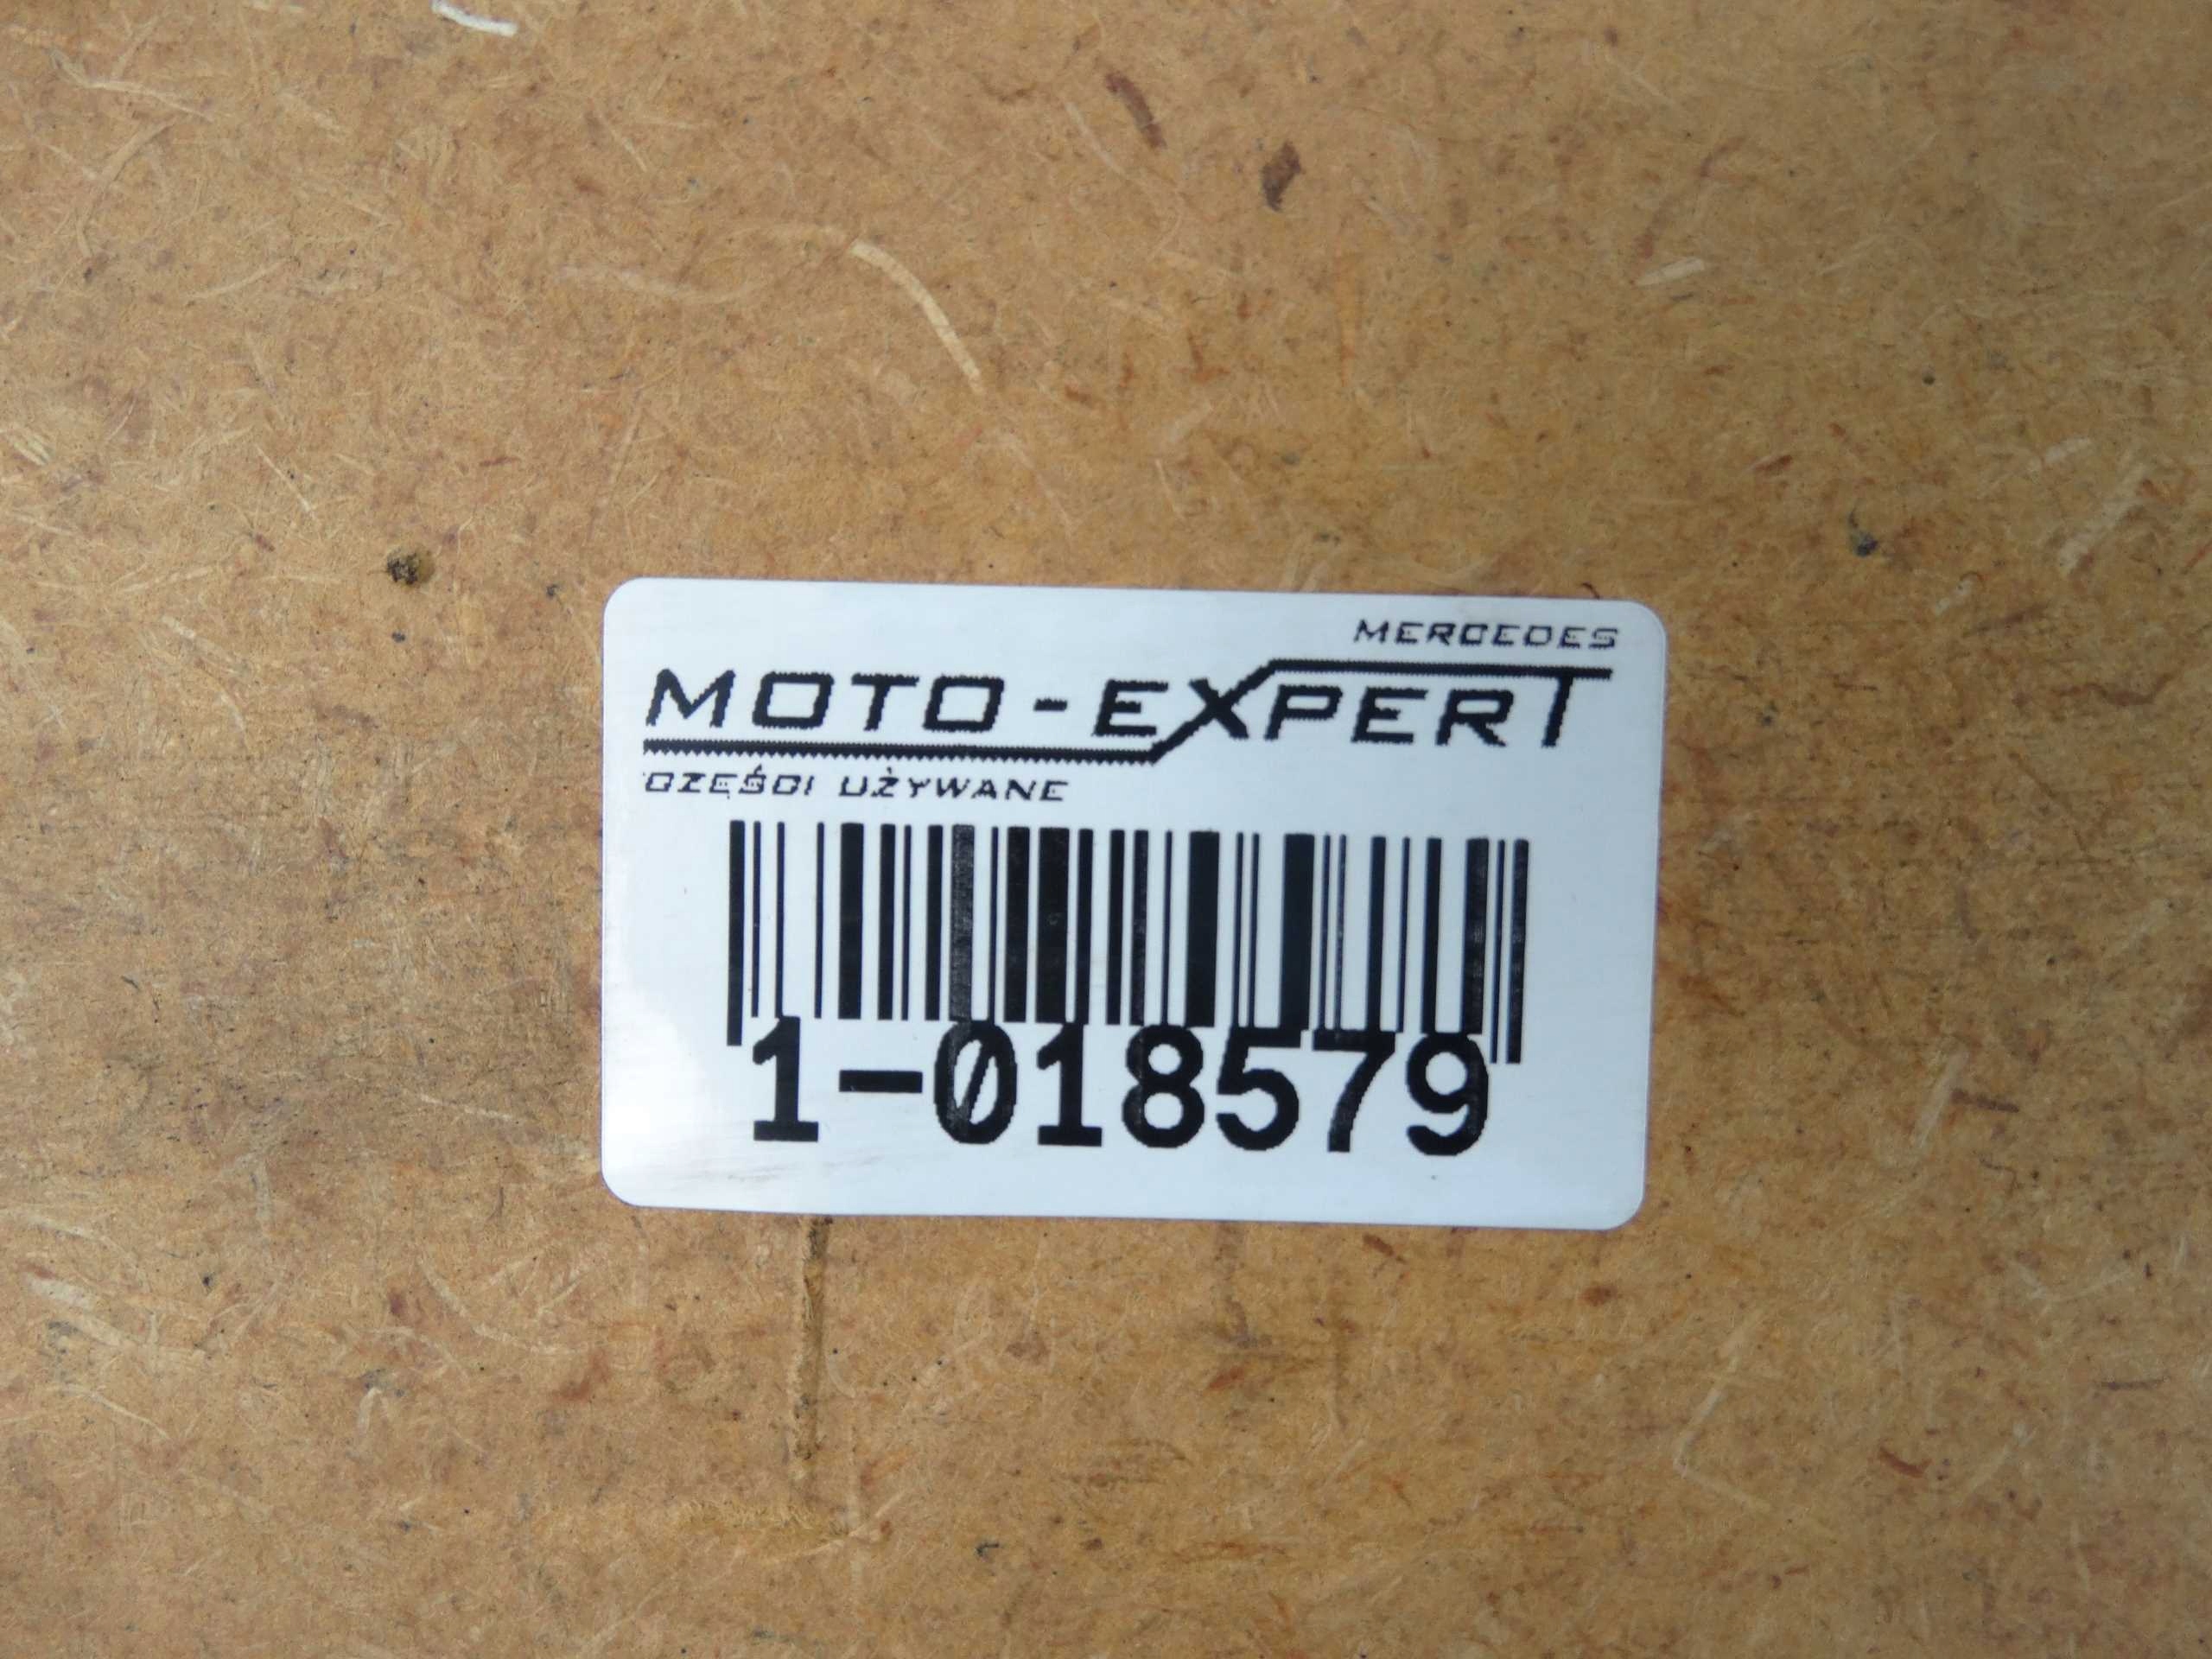 MERCEDES
MOTO-EXPERT
CZĘŚCI UŻYWANE
1-018579